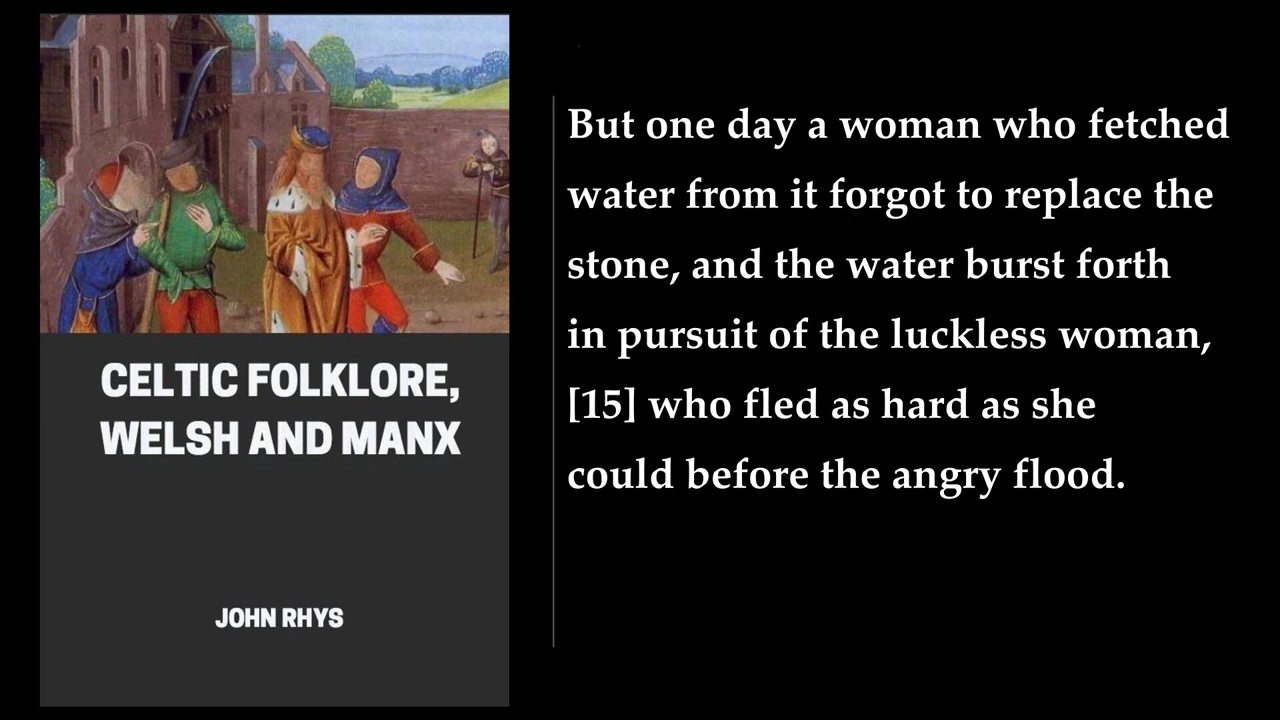 CELTIC FOLKLORE,
WELSH AND MANX
JOHN RHYS
But one day a woman who fetched
water from it forgot to replace the
stone, and the water burst forth
in pursuit of the luckless woman,
[15] who fled as hard as she
could before the angry flood.